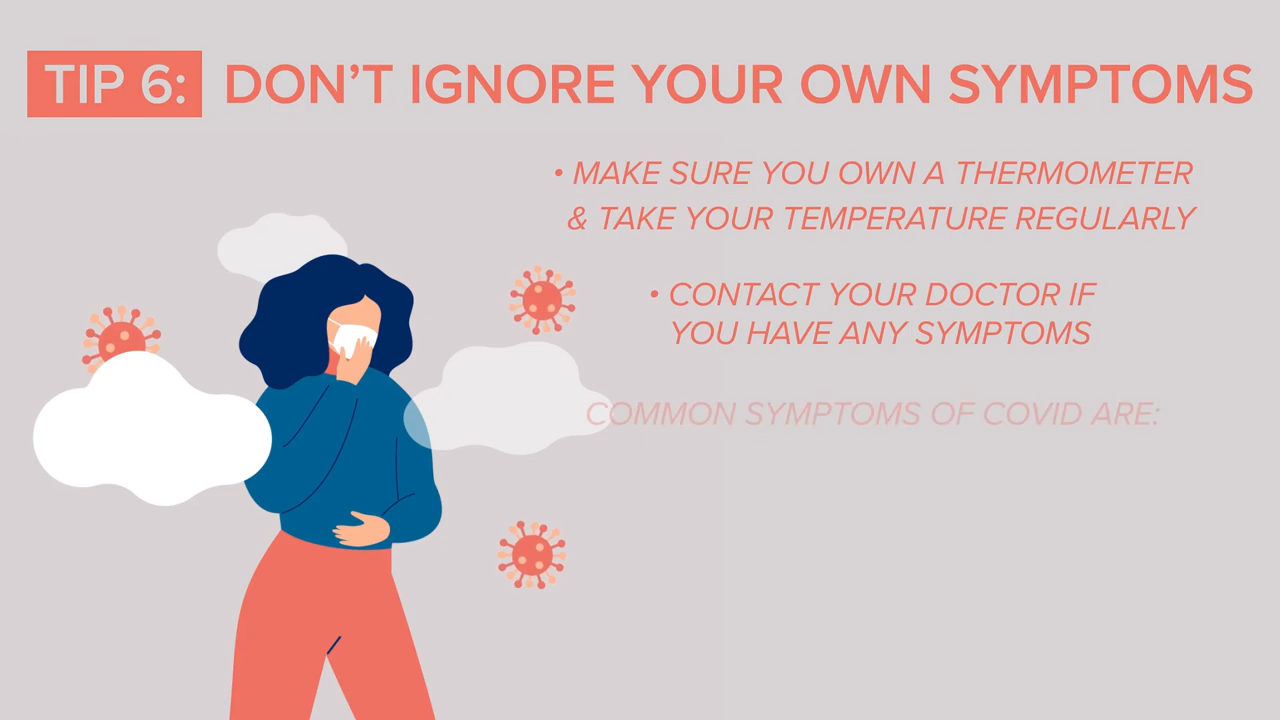 TIP 6: DON'T IGNORE YOUR OWN SYMPTOMS
• MAKE SURE YOU OWN A THERMOMETER
& TAKE YOUR TEMPERATURE REGULARLY
• CONTACT YOUR DOCTOR IF
YOU HAVE ANY SYMPTOMS
COMMON SYMPTOMS OF COVID ARE: